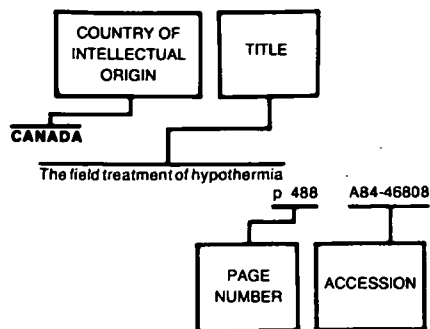 COUNTRY OF
INTELLECTUAL
ORIGIN
TITLE
CANADA
The field treatment of hypothermia
p 488 A84-46808
PAGE
NUMBER
ACCESSION